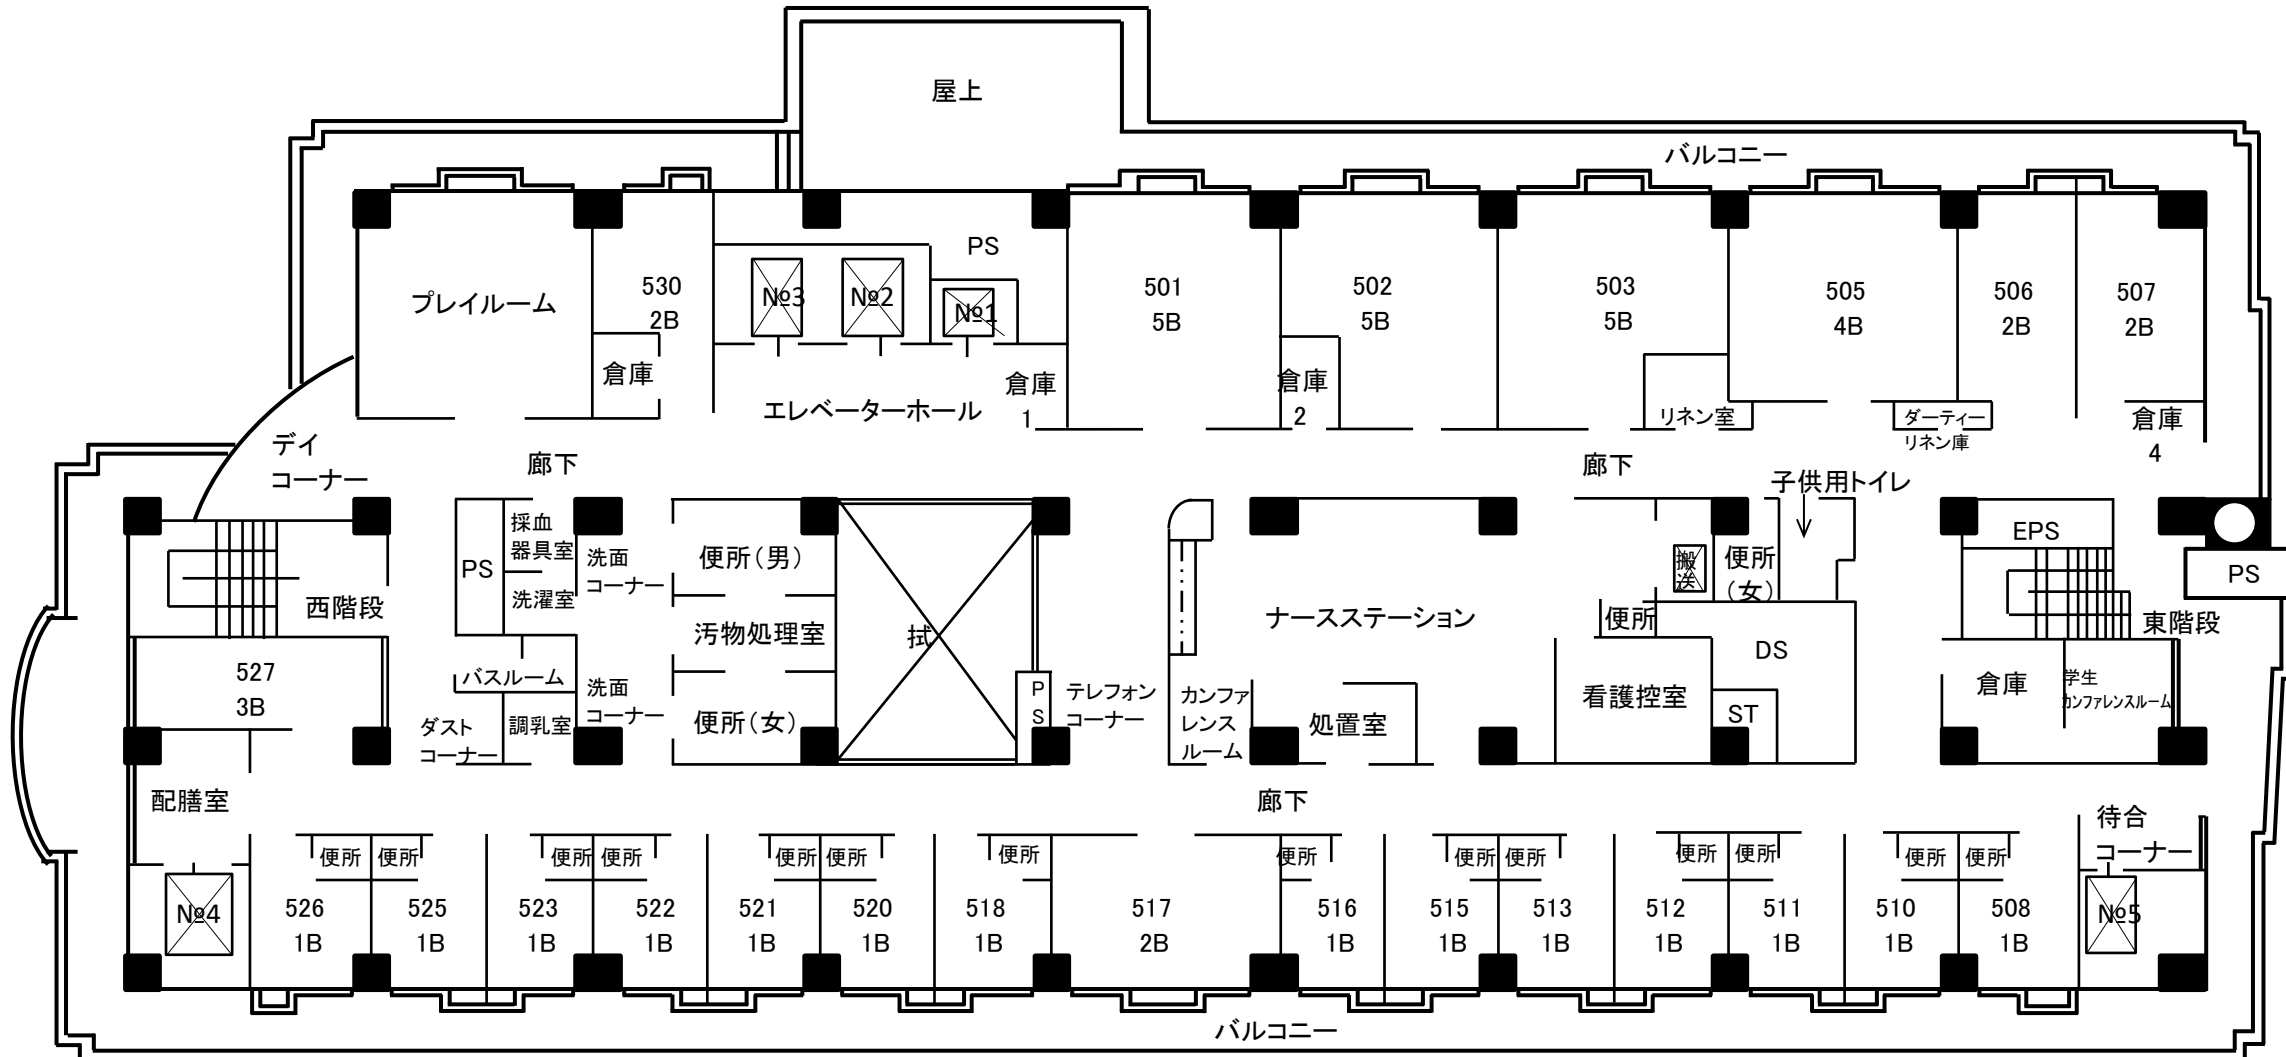 屋上
バルコニー
プレイルーム
530
2B
倉庫
№3
№2
№1
PS
エレベーターホール
倉庫
1
501
5B
倉庫
2
502
5B
503
5B
リネン室
505
4B
ダーティー
リネン庫
506
2B
507
2B
倉庫
4
デイ
コーナー
廊下
廊下
子供用トイレ
西階段
PS
採血
器具室
洗濯室
洗面
コーナー
便所(男)
汚物処理室
便所(女)
拭
PS
テレフォン
コーナー
カンファ
レンス
ルーム
ナースステーション
処置室
搬送
便所
(女)
便所
DS
看護控室
ST
EPS
東階段
PS
倉庫
学生
カンファレンスルーム
527
3B
バスルーム
洗面
コーナー
ダスト
コーナー
調乳室
配膳室
廊下
待合
コーナー
№4
便所
便所
便所
便所
便所
便所
便所
便所
便所
便所
便所
便所
便所
便所
526
1B
525
1B
523
1B
522
1B
521
1B
520
1B
518
1B
517
2B
516
1B
515
1B
513
1B
512
1B
511
1B
510
1B
508
1B
№5
バルコニー